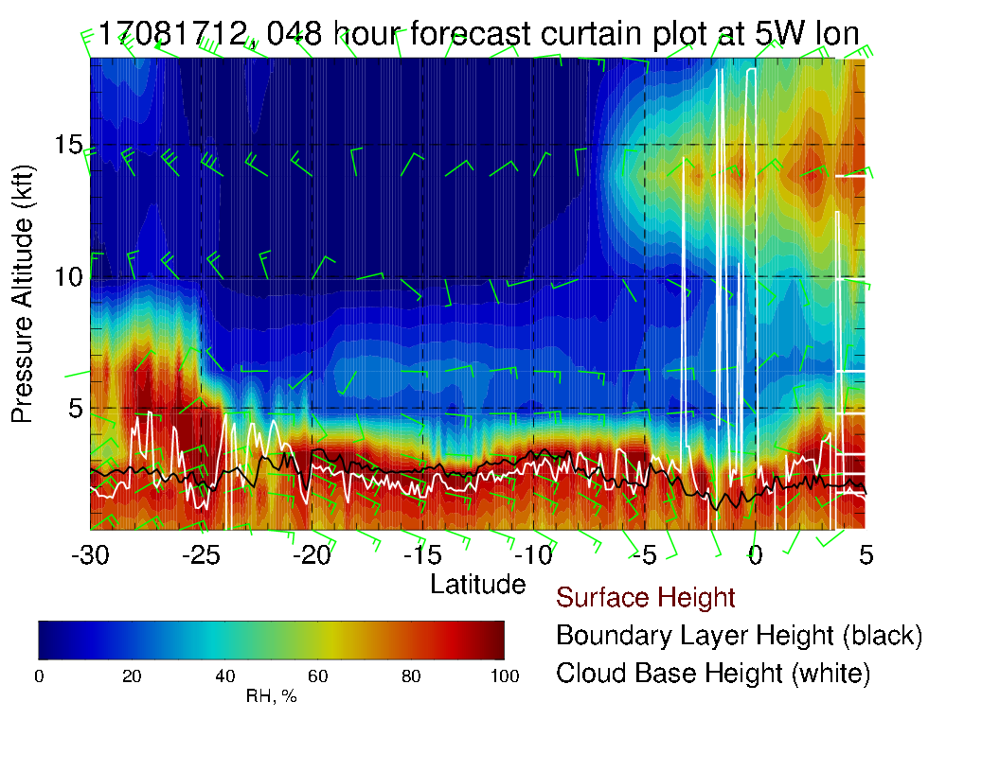 17081712, 048 hour forecast curtain plot at 5W lon
Pressure Altitude (kft)
15
10
5
-30 -25 -20 -15 -10 -5 0 5
Latitude
Surface Height
Boundary Layer Height (black)
Cloud Base Height (white)
0 20 40 60 80 100
RH, %